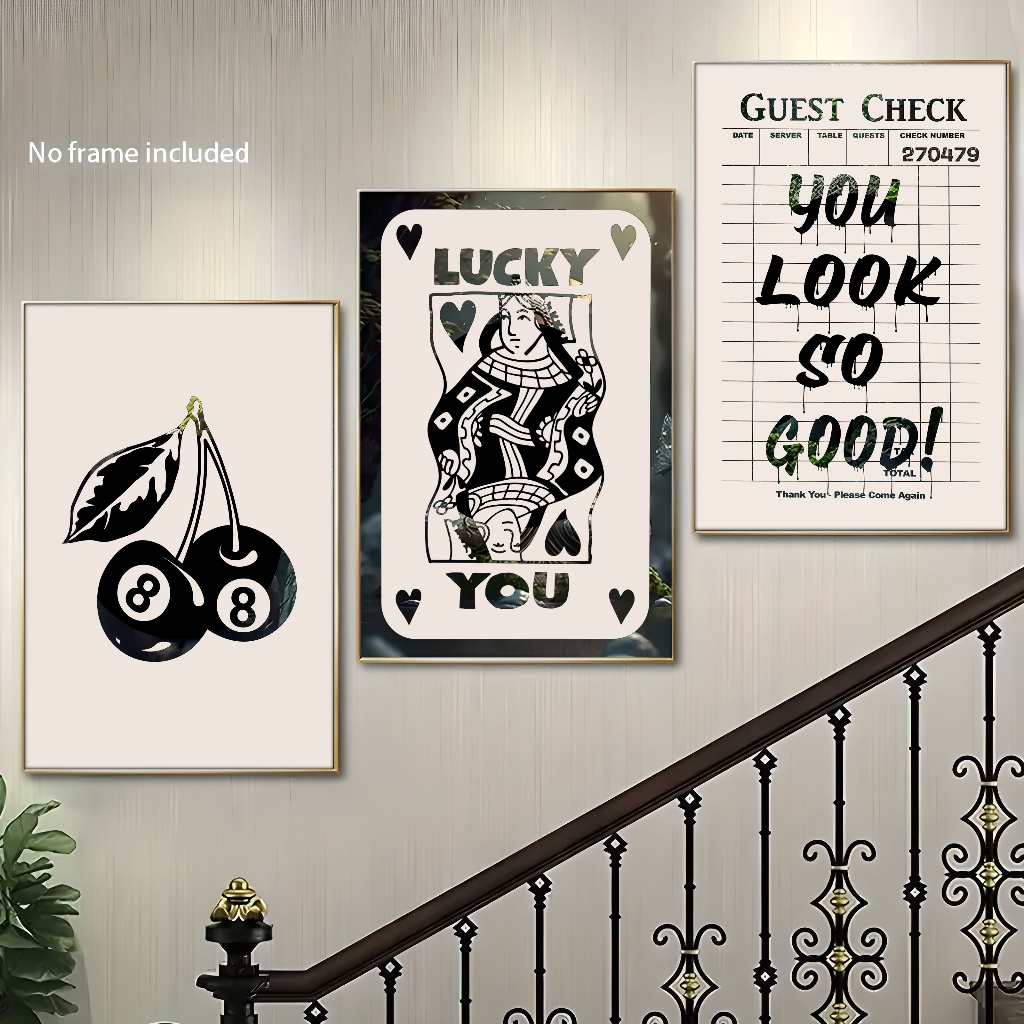 No frame included
8
8
LUCKY
YOU
GUEST CHECK
DATE SERVER TABLE GUESTS CHECK NUMBER
270479
YOU
LOOK
SO
GOOD!
TOTAL
Thank You - Please Come Again